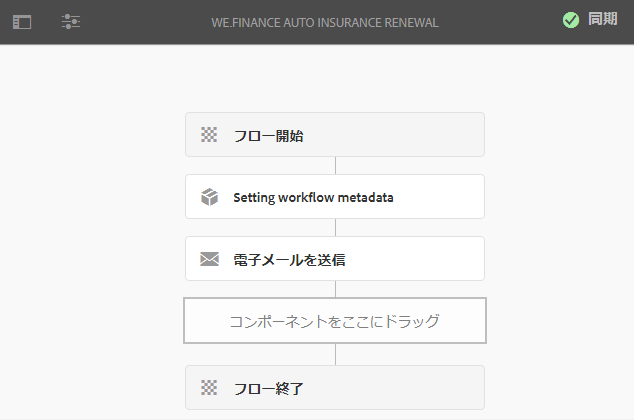 WE.FINANCE AUTO INSURANCE RENEWAL
同期
フロー開始
Setting workflow metadata
電子メールを送信
コンポーネントをここにドラッグ
フロー終了